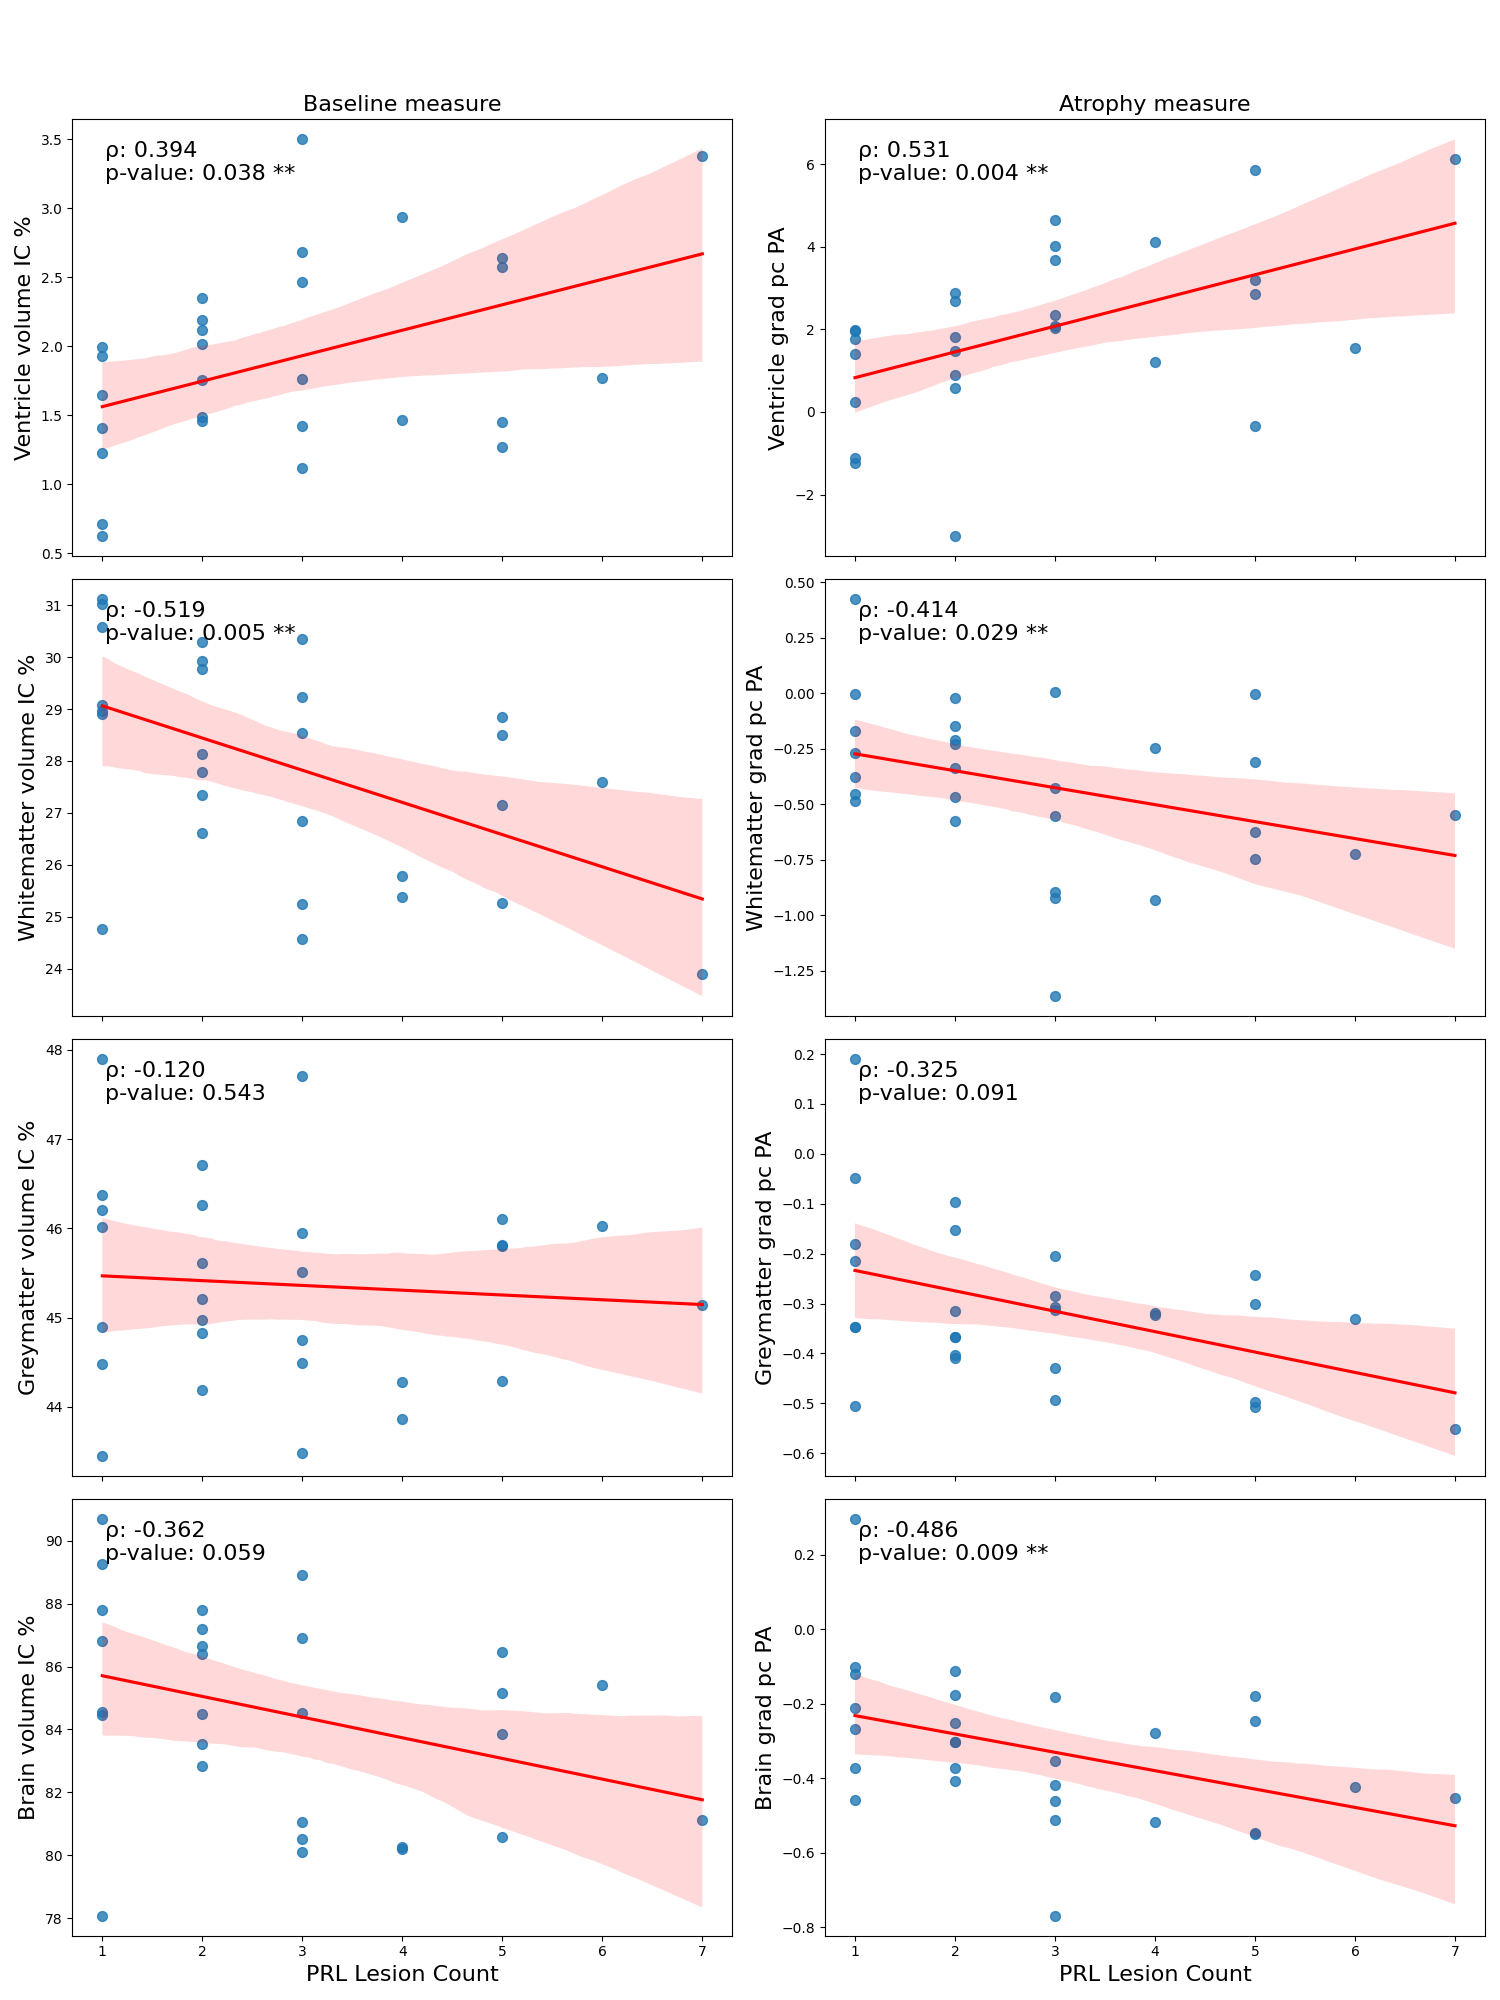 Baseline measure
Atrophy measure
ρ: 0.394
p-value: 0.038 **
Ventricle volume IC %
3.5
3.0
2.5
2.0
1.5
1.0
0.5
ρ: 0.531
p-value: 0.004 **
Ventricle grad pc PA
6
4
2
0
−2
ρ: -0.519
p-value: 0.005 **
Whitematter volume IC %
31
30
29
28
27
26
25
24
ρ: -0.414
p-value: 0.029 **
Whitematter grad pc PA
0.50
0.25
0.00
−0.25
−0.50
−0.75
−1.00
−1.25
ρ: -0.120
p-value: 0.543
Greymatter volume IC %
48
47
46
45
44
ρ: -0.325
p-value: 0.091
Greymatter grad pc PA
0.2
0.1
0.0
−0.1
−0.2
−0.3
−0.4
−0.5
−0.6
ρ: -0.362
p-value: 0.059
Brain volume IC %
90
88
86
84
82
80
78
1 2 3 4 5 6 7
PRL Lesion Count
ρ: -0.486
p-value: 0.009 **
Brain grad pc PA
0.2
0.0
−0.2
−0.4
−0.6
−0.8
1 2 3 4 5 6 7
PRL Lesion Count